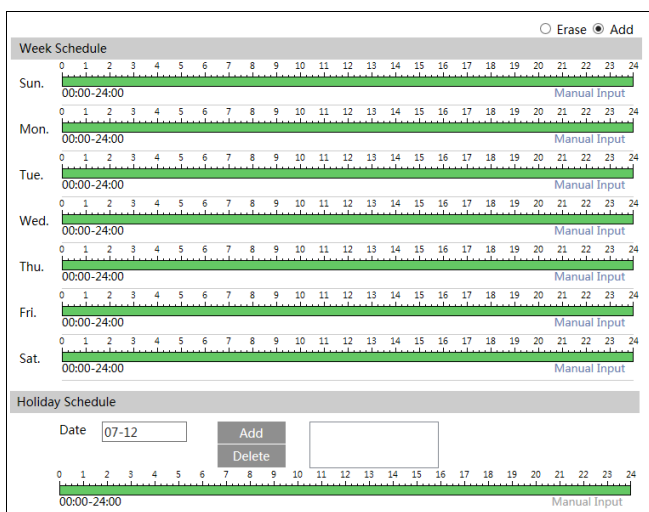 Erase Add
Week Schedule
0 1 2 3 4 5 6 7 8 9 10 11 12 13 14 15 16 17 18 19 20 21 22 23 24
Sun.
00:00-24:00 Manual Input
0 1 2 3 4 5 6 7 8 9 10 11 12 13 14 15 16 17 18 19 20 21 22 23 24
Mon.
00:00-24:00 Manual Input
0 1 2 3 4 5 6 7 8 9 10 11 12 13 14 15 16 17 18 19 20 21 22 23 24
Tue.
00:00-24:00 Manual Input
0 1 2 3 4 5 6 7 8 9 10 11 12 13 14 15 16 17 18 19 20 21 22 23 24
Wed.
00:00-24:00 Manual Input
0 1 2 3 4 5 6 7 8 9 10 11 12 13 14 15 16 17 18 19 20 21 22 23 24
Thu.
00:00-24:00 Manual Input
0 1 2 3 4 5 6 7 8 9 10 11 12 13 14 15 16 17 18 19 20 21 22 23 24
Fri.
00:00-24:00 Manual Input
0 1 2 3 4 5 6 7 8 9 10 11 12 13 14 15 16 17 18 19 20 21 22 23 24
Sat.
00:00-24:00 Manual Input
Holiday Schedule
Date 07-12 Add
Delete
0 1 2 3 4 5 6 7 8 9 10 11 12 13 14 15 16 17 18 19 20 21 22 23 24
00:00-24:00 Manual Input